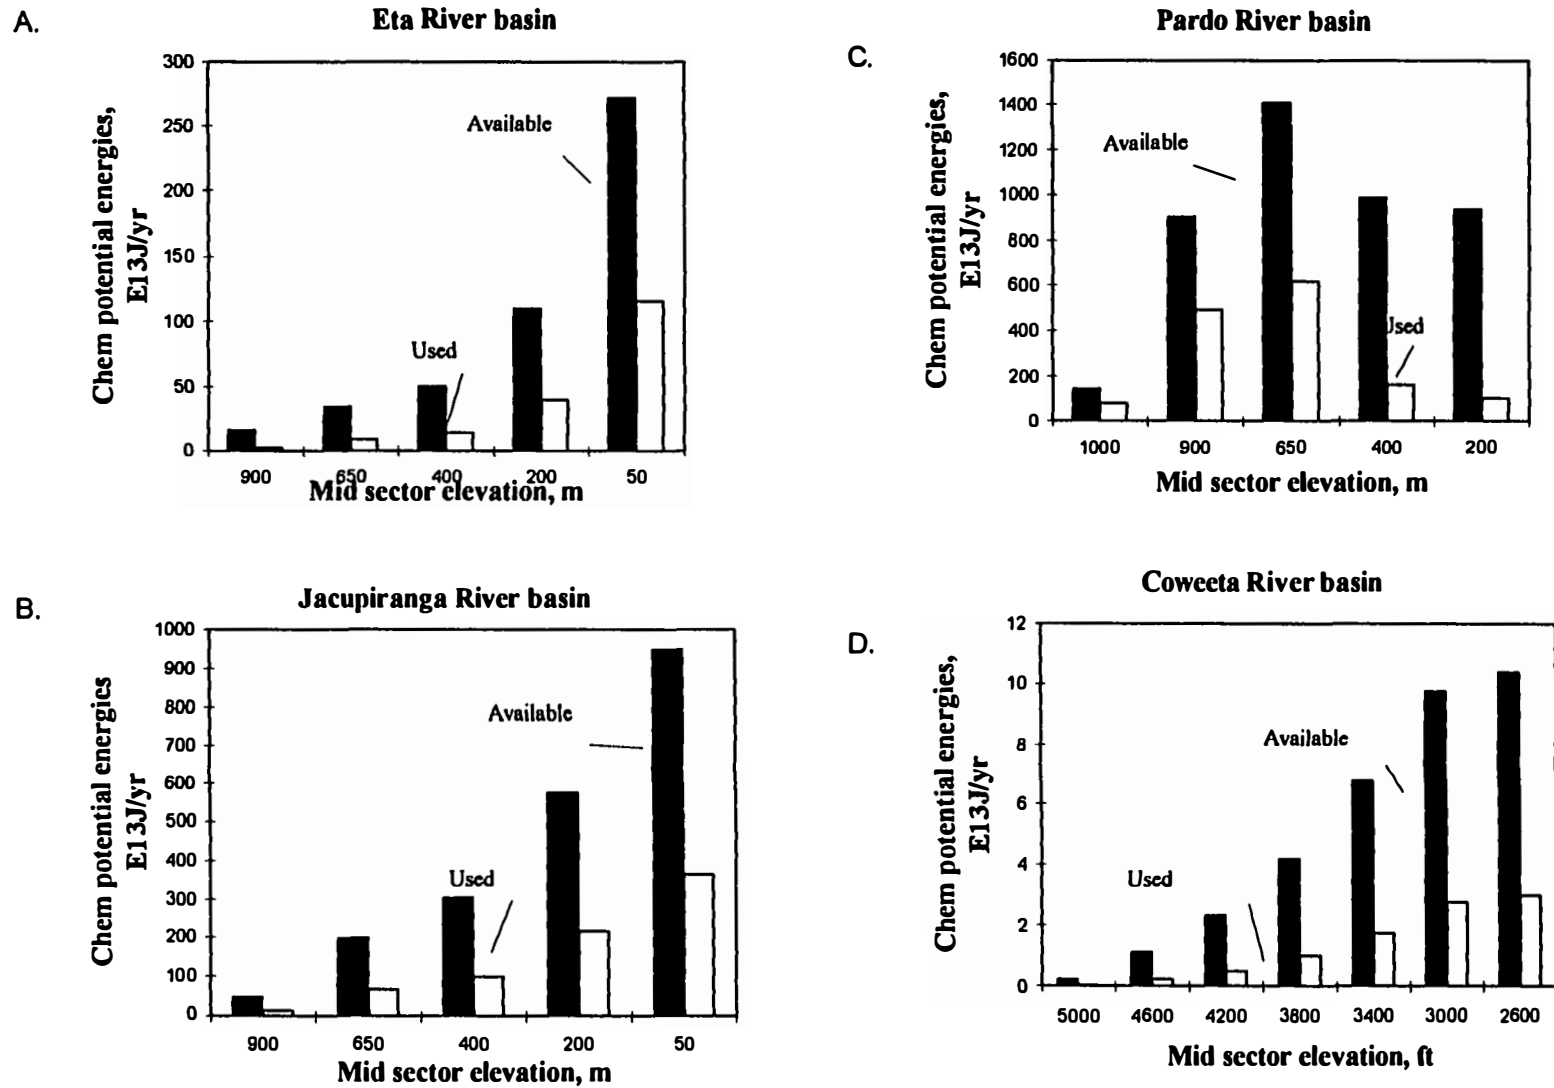 A.
Eta River basin
Chem potential energies,
E13J/yr
300
250
200
150
100
50
0
Available
Used
900
650
400
200
50
Mid sector elevation, m
B.
Jacupiranga River basin
Chem potential energies
E13J/yr
1000
900
800
700
600
500
400
300
200
100
0
Available
Used
900
650
400
200
50
Mid sector elevation, m
C.
Pardo River basin
Chem potential energies,
E13J/yr
1600
1400
1200
1000
800
600
400
200
0
Available
Used
1000
900
650
400
200
Mid sector elevation, m
D.
Coweeta River basin
Chem potential energies,
E13J/yr
12
10
8
6
4
2
0
Available
Used
5000
4600
4200
3800
3400
3000
2600
Mid sector elevation, ft